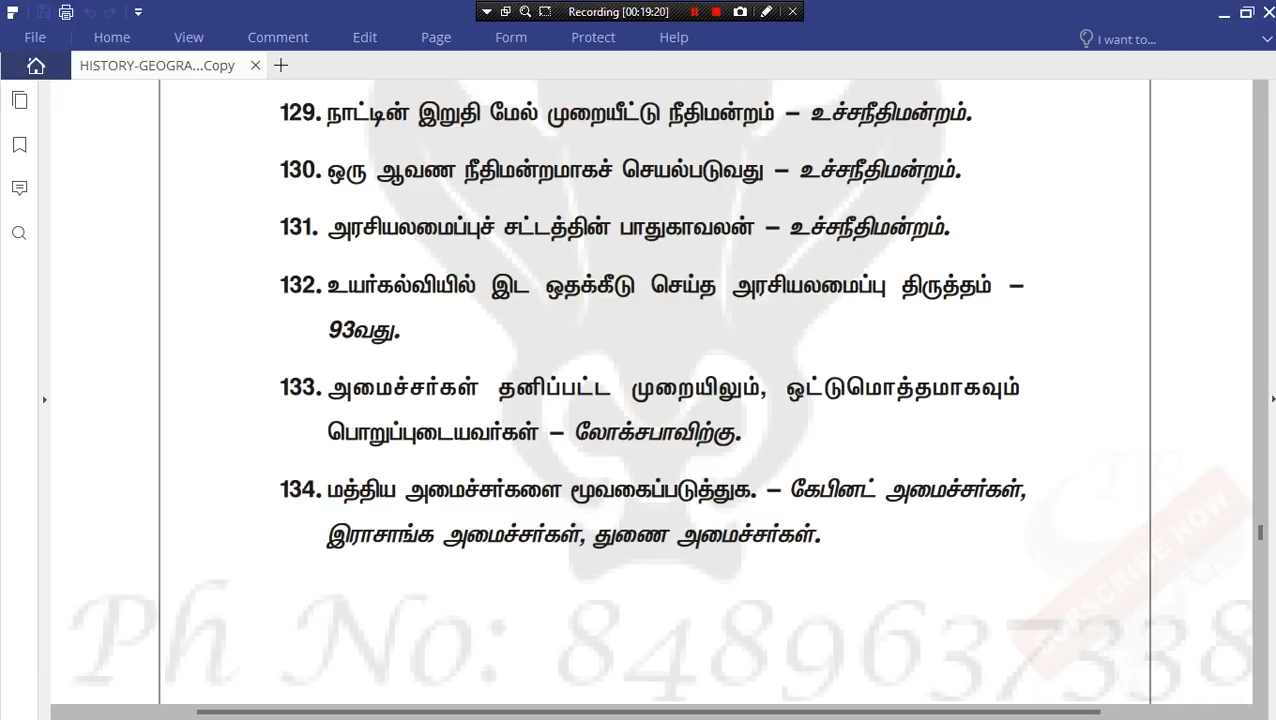 Recording [00:19:20]
File Home View Comment Edit Page Form Protect Help I want to...
HISTORY-GEOGRA...Copy
129. நாட்டின் இறுதி மேல் முறையீட்டு நீதிமன்றம் – உச்சநீதிமன்றம்.
130. ஒரு ஆவண நீதிமன்றமாகச் செயல்படுவது – உச்சநீதிமன்றம்.
131. அரசியலமைப்புச் சட்டத்தின் பாதுகாவலன் – உச்சநீதிமன்றம்.
132. உயர்கல்வியில் இட ஒதக்கீடு செய்த அரசியலமைப்பு திருத்தம் –
93வது.
133. அமைச்சர்கள் தனிப்பட்ட முறையிலும், ஒட்டுமொத்தமாகவும்
பொறுப்புடையவர்கள் – லோக்சபாவிற்கு.
134. மத்திய அமைச்சர்களை மூவகைப்படுத்துக. – கேபினட் அமைச்சர்கள்,
இராசாங்க அமைச்சர்கள், துணை அமைச்சர்கள்.
SUBSCRIBE NOW
Ph No: 8489637338